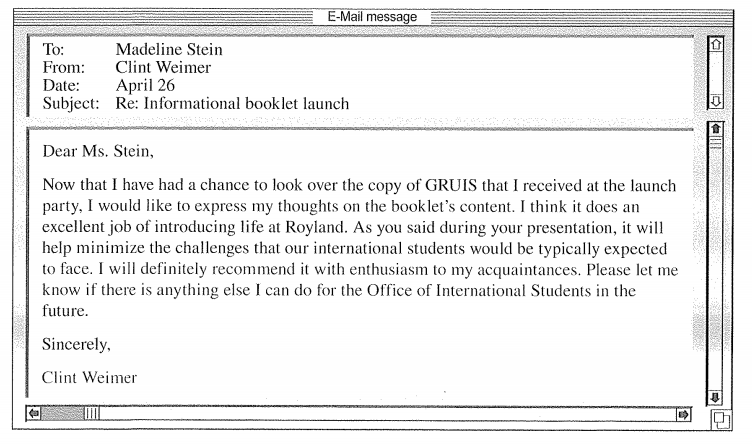 E-Mail message
To: Madeline Stein
From: Clint Weimer
Date: April 26
Subject: Re: Informational booklet launch
Dear Ms. Stein,
Now that I have had a chance to look over the copy of GRUIS that I received at the launch
party, I would like to express my thoughts on the booklet's content. I think it does an
excellent job of introducing life at Royland. As you said during your presentation, it will
help minimize the challenges that our international students would be typically expected
to face. I will definitely recommend it with enthusiasm to my acquaintances. Please let me
know if there is anything else I can do for the Office of International Students in the
future.
Sincerely,
Clint Weimer